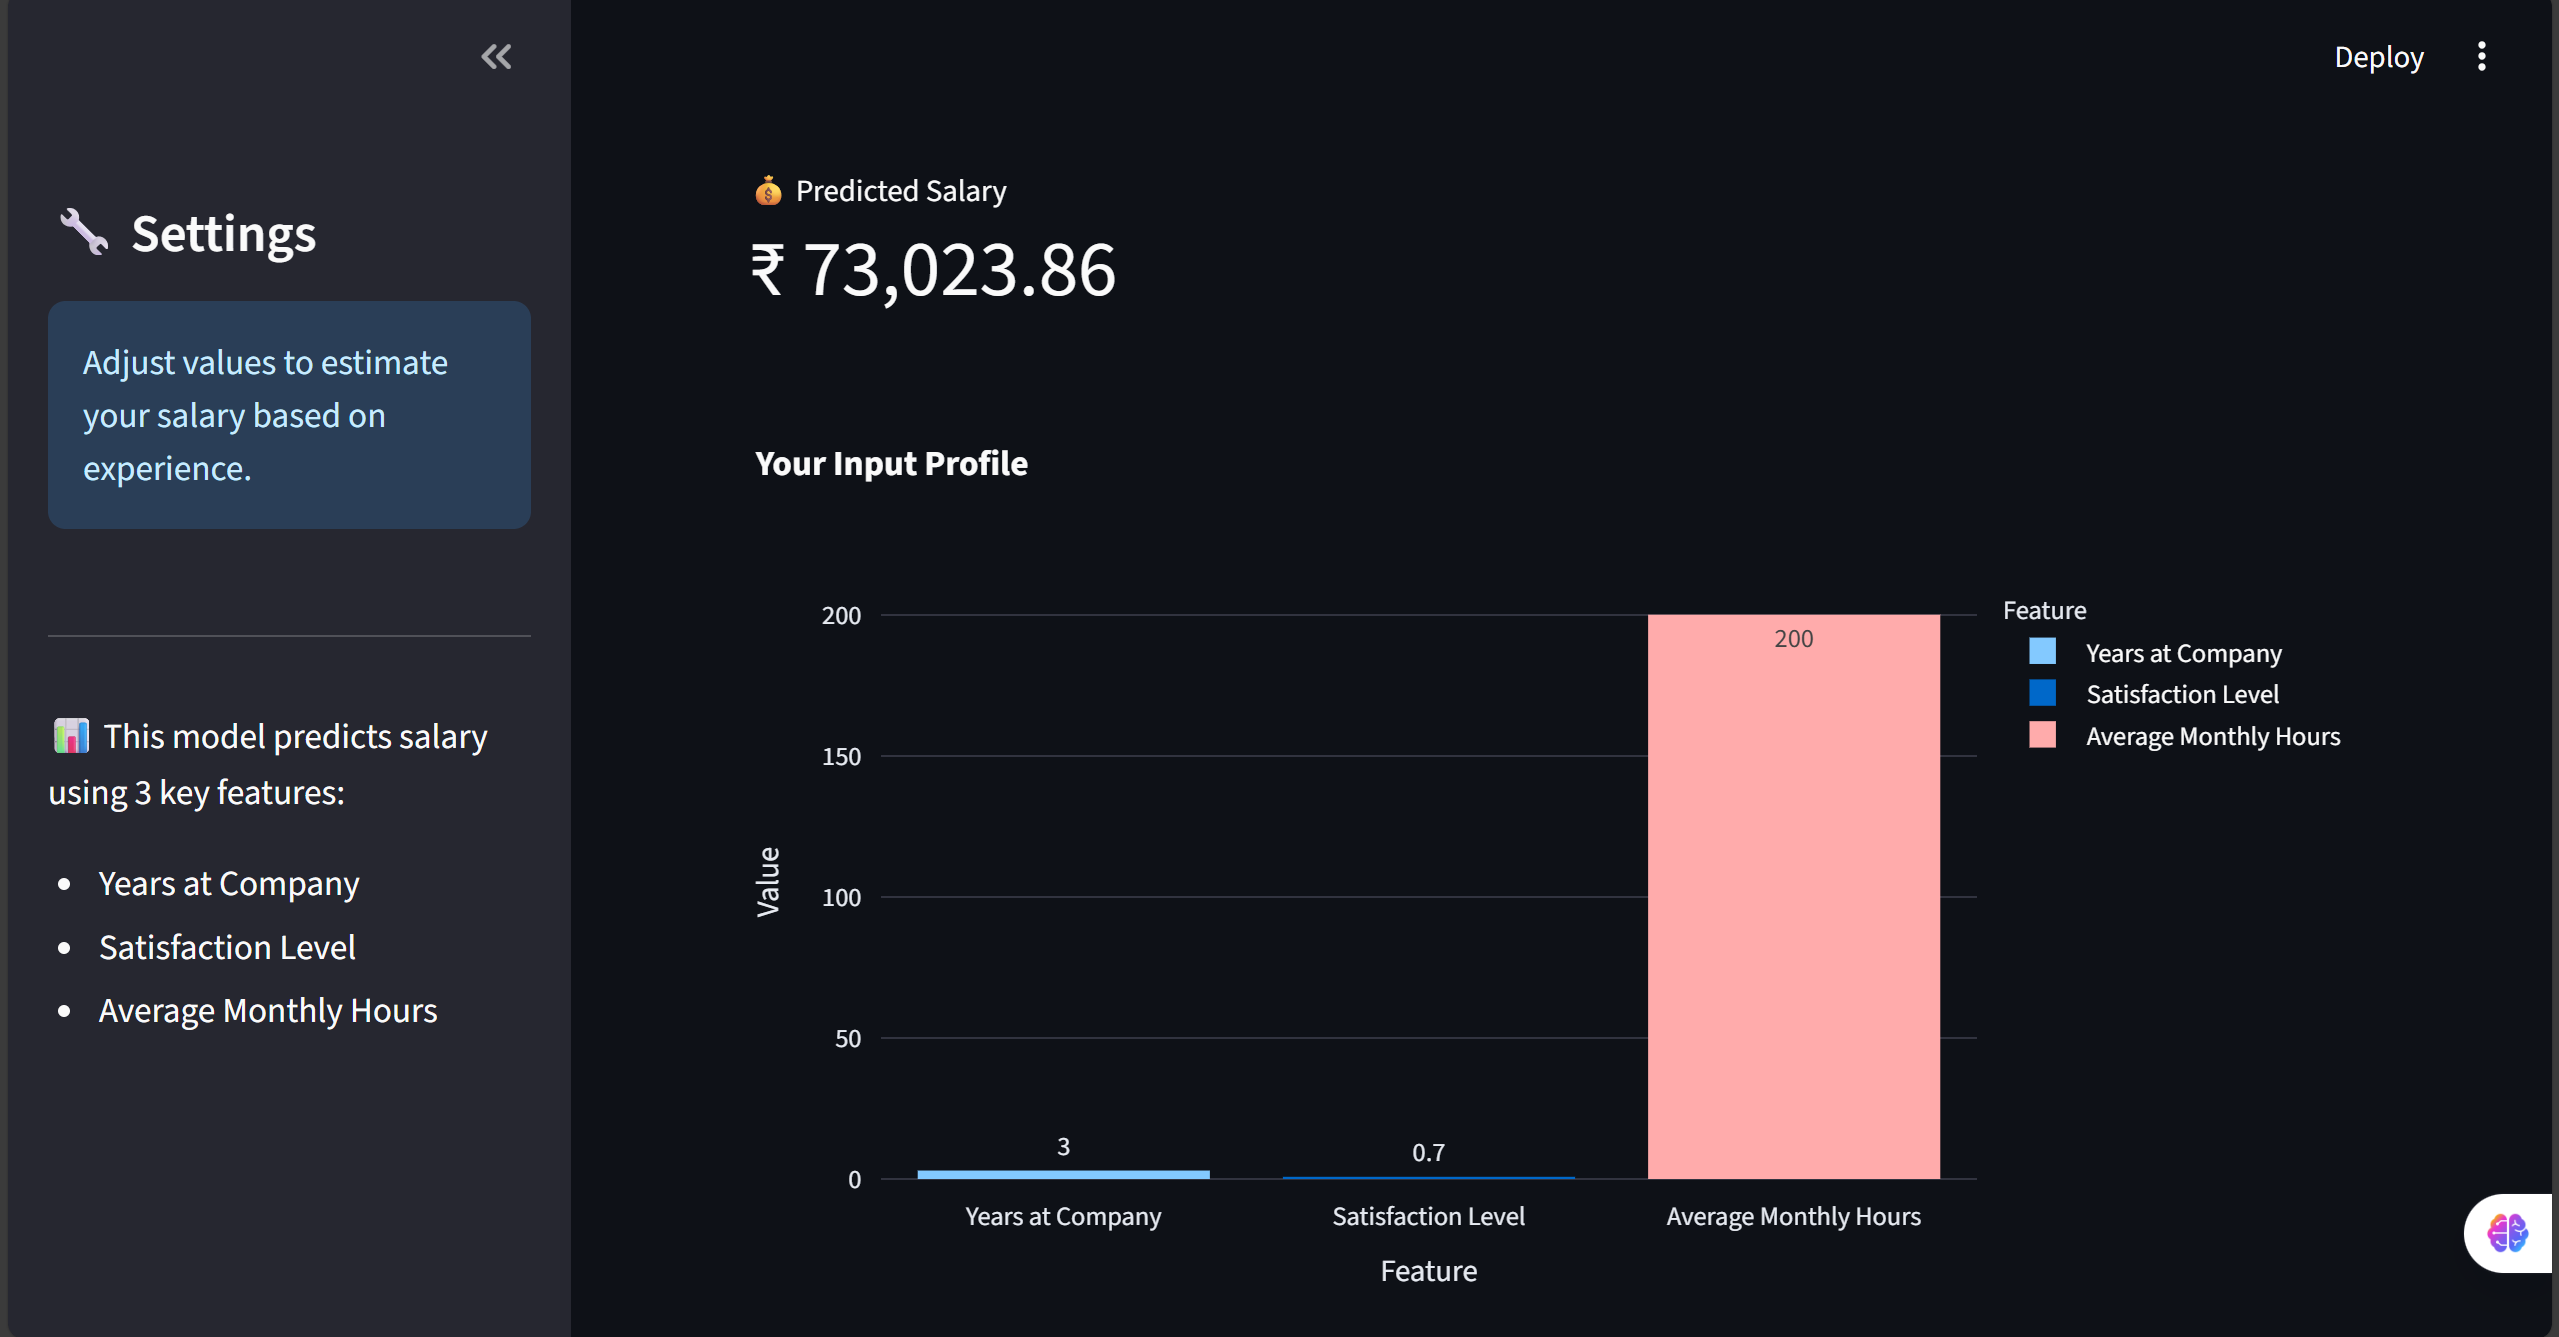 Deploy
Settings
Adjust values to estimate
your salary based on
experience.
This model predicts salary
using 3 key features:
Years at Company
Satisfaction Level
Average Monthly Hours
Predicted Salary
₹ 73,023.86
Your Input Profile
200
150
100
50
0
Value
3
0.7
200
Years at Company
Satisfaction Level
Average Monthly Hours
Feature
Feature
Years at Company
Satisfaction Level
Average Monthly Hours